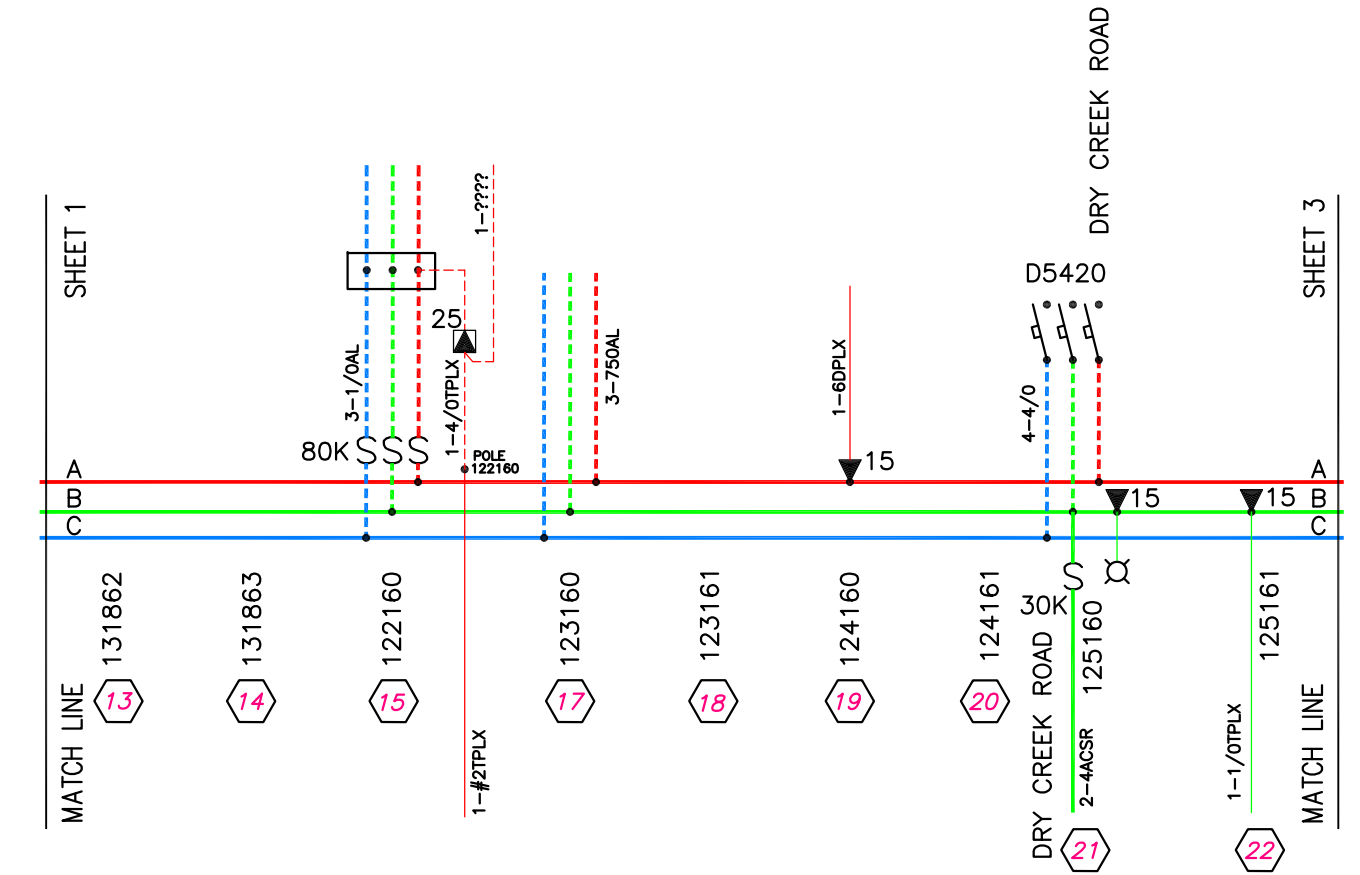 DRY CREEK ROAD
SHEET 1
SHEET 3
1-????
D5420
25
3-1/0AL
1-4/0TPLX
3-750AL
1-6DPLX
4-4/0
80K
POLE
122160
15
A
B
C
15
15
A
B
C
131862
131863
122160
123160
123161
124160
124161
30K
125160
125161
13
14
15
17
18
19
20
DRY CREEK ROAD
MATCH LINE
1-#2TPLX
2-4ACSR
1-1/0TPLX
MATCH LINE
21
22